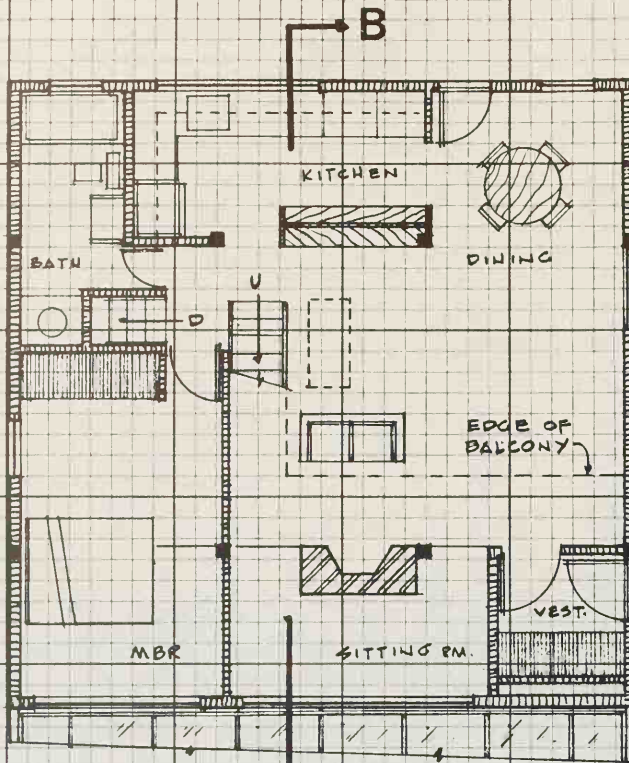 B
KITCHEN
DINING
BATH
U
D
EDGE OF
BALCONY
VEST.
MBR
SITTING RM.